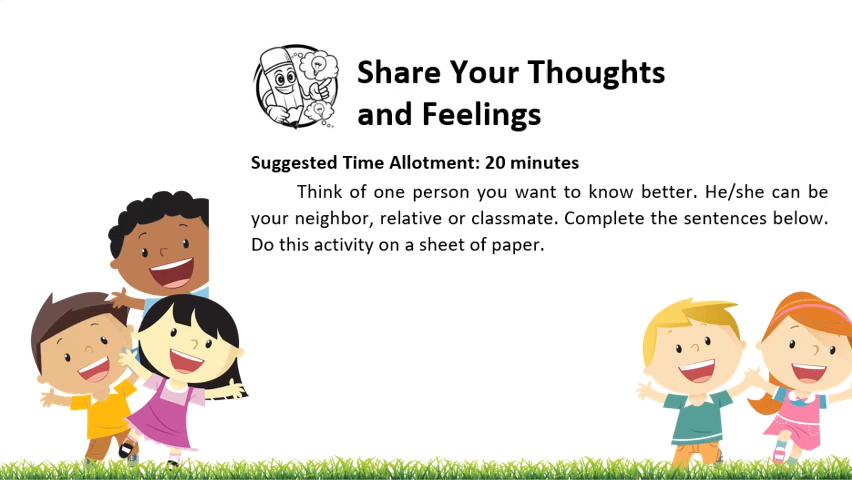 Share Your Thoughts
and Feelings
Suggested Time Allotment: 20 minutes
Think of one person you want to know better. He/she can be
your neighbor, relative or classmate. Complete the sentences below.
Do this activity on a sheet of paper.